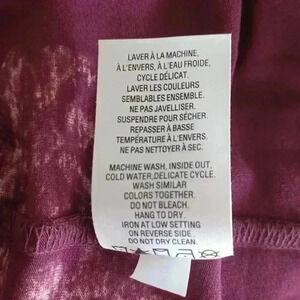 LAVER À LA MACHINE,
À L'ENVERS, À L'EAU FROIDE,
CYCLE DÉLICAT.
LAVER LES COULEURS
SEMBLABLES ENSEMBLE.
NE PAS JAVELLISER.
SUSPENDRE POUR SÉCHER.
REPASSER À BASSE
TEMPÉRATURE À L'ENVERS.
NE PAS NETTOYER À SEC.
MACHINE WASH, INSIDE OUT,
COLD WATER, DELICATE CYCLE.
WASH SIMILAR
COLORS TOGETHER.
DO NOT BLEACH.
HANG TO DRY.
IRON AT LOW SETTING
ON REVERSE SIDE.
DO NOT DRY CLEAN.